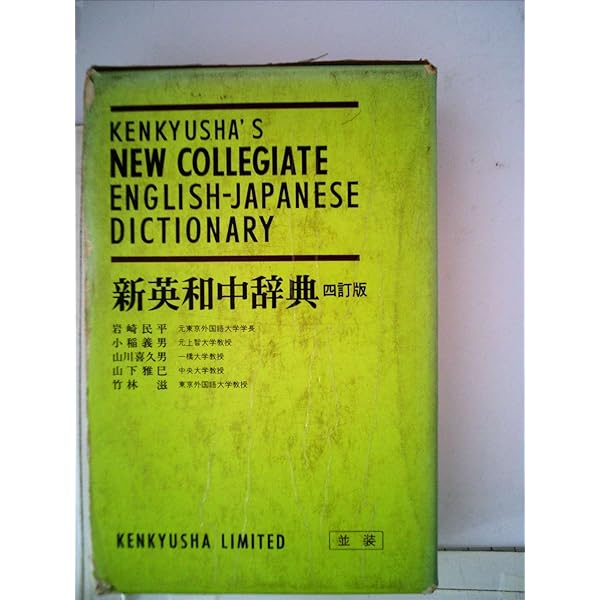 KENKYUSHA'S
NEW COLLEGIATE
ENGLISH-JAPANESE
DICTIONARY
新英和中辞典 四訂版
岩崎民平 元東京外国語大学学長
小稲義男 元上智大学教授
山川喜久男 一橋大学教授
山下雅巳 中央大学教授
竹林 滋 東京外国語大学教授
KENKYUSHA LIMITED 並装